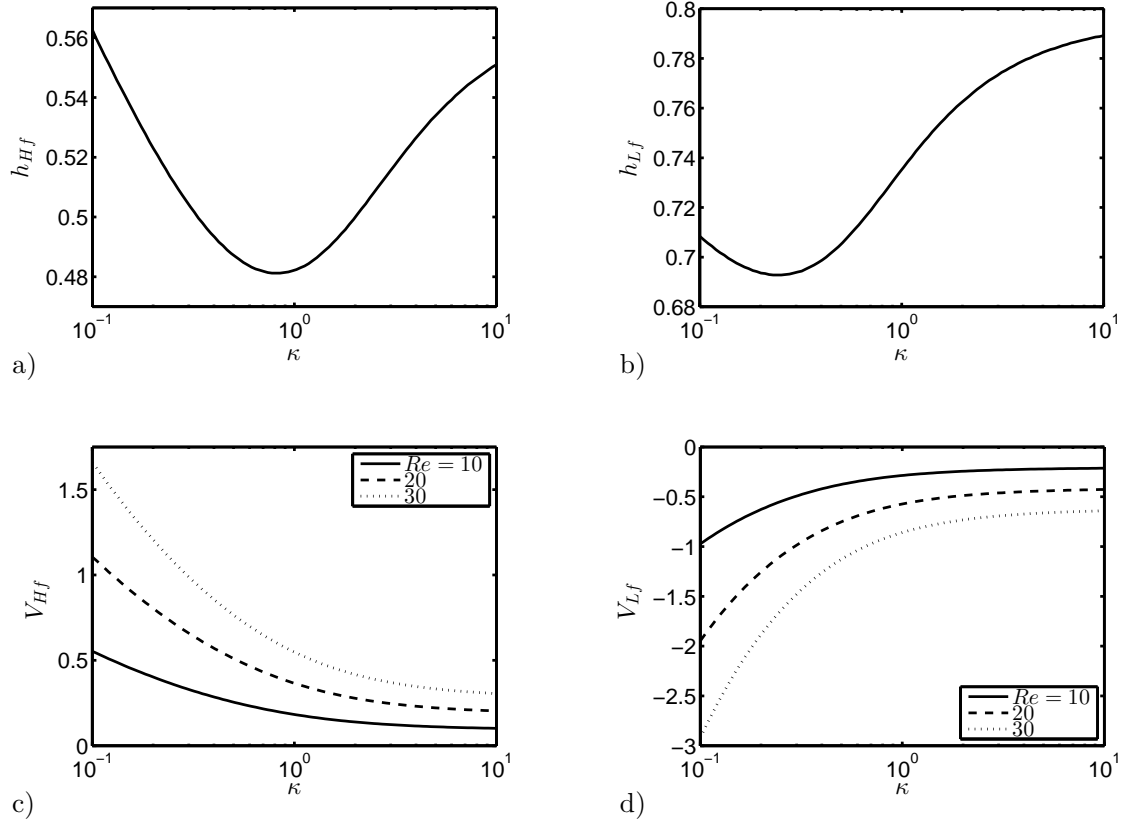 0.56
0.54
0.52
0.5
0.48
h_{Hf}
10^{-1} 10^{0} 10^{1}
κ
a)
0.8
0.78
0.76
0.74
0.72
0.7
0.68
h_{Lf}
10^{-1} 10^{0} 10^{1}
κ
b)
1.5
1
0.5
0
V_{Hf}
Re = 10
20
30
10^{-1} 10^{0} 10^{1}
κ
c)
0
−0.5
−1
−1.5
−2
−2.5
−3
V_{Lf}
Re = 10
20
30
10^{-1} 10^{0} 10^{1}
κ
d)